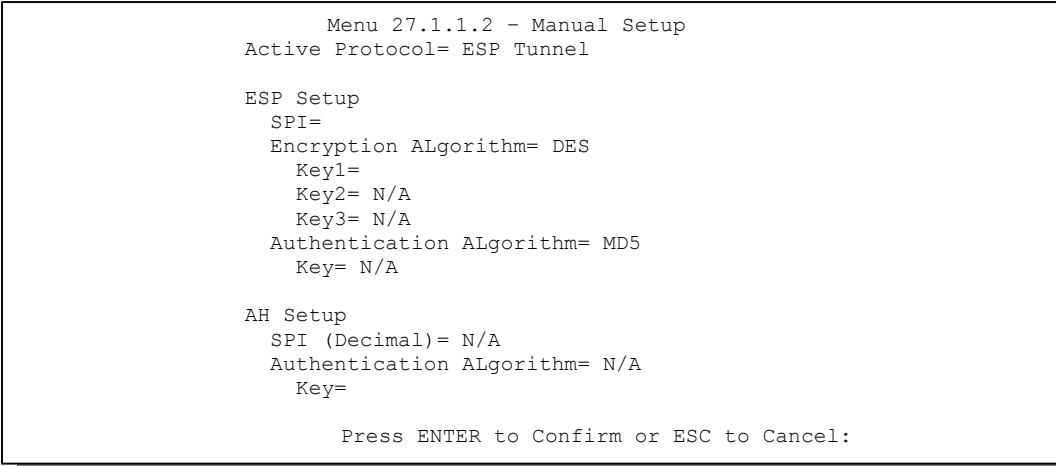 Menu 27.1.1.2 – Manual Setup
Active Protocol= ESP Tunnel
ESP Setup
SPI=
Encryption ALgorithm= DES
Key1=
Key2= N/A
Key3= N/A
Authentication ALgorithm= MD5
Key= N/A
AH Setup
SPI (Decimal)= N/A
Authentication ALgorithm= N/A
Key=
Press ENTER to Confirm or ESC to Cancel: